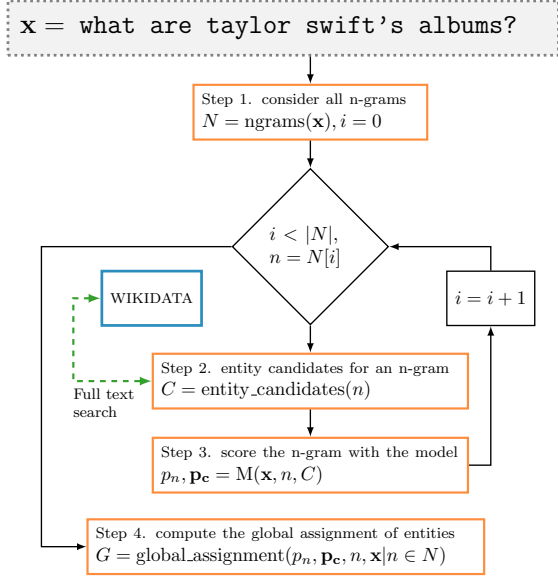 x = what are taylor swift's albums?
Step 1. consider all n-grams
N = ngrams(x), i = 0
i < |N|,
n = N[i]
WIKIDATA
i = i + 1
Step 2. entity candidates for an n-gram
C = entity_candidates(n)
Full text
search
Step 3. score the n-gram with the model
pₙ, p_c = M(x, n, C)
Step 4. compute the global assignment of entities
G = global_assignment(pₙ, p_c, n, x|n ∈ N)